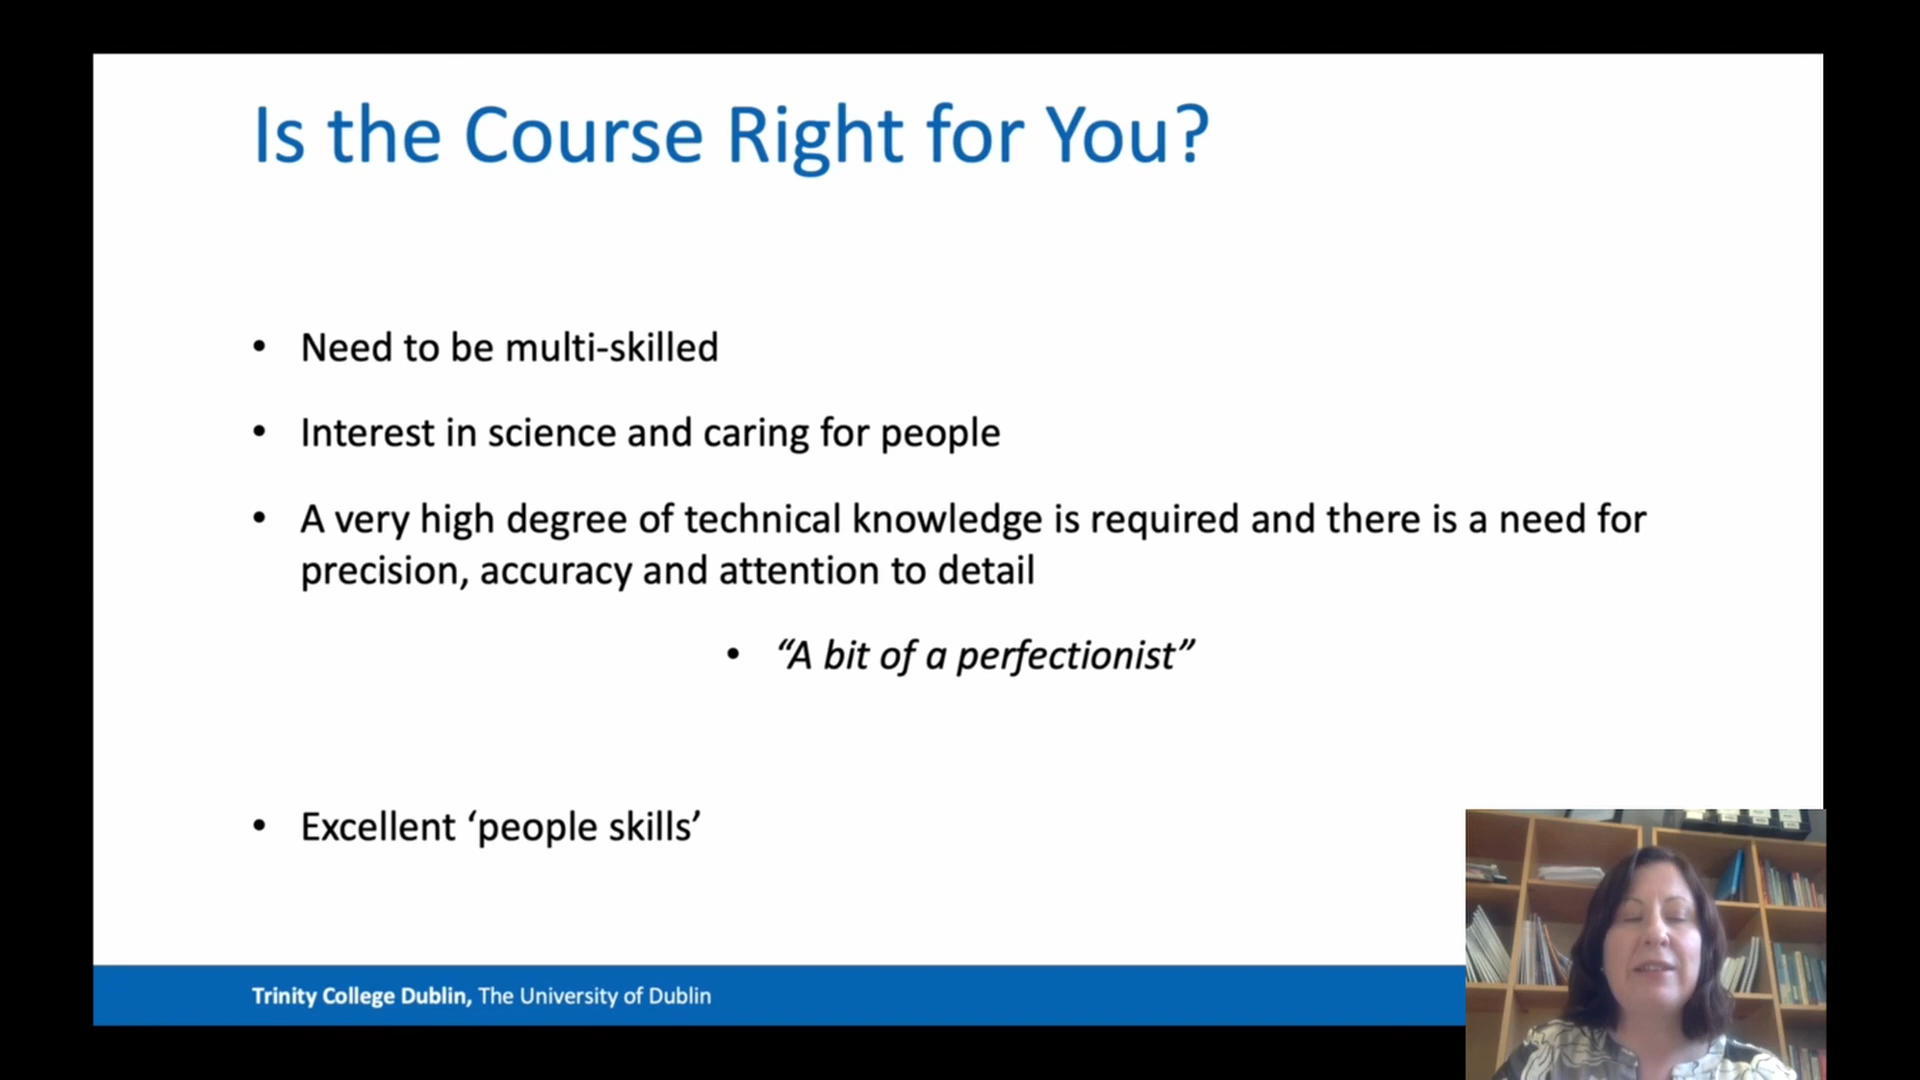 Is the Course Right for You?
• Need to be multi-skilled
• Interest in science and caring for people
• A very high degree of technical knowledge is required and there is a need for
precision, accuracy and attention to detail
• “A bit of a perfectionist”
• Excellent ‘people skills’
Trinity College Dublin, The University of Dublin